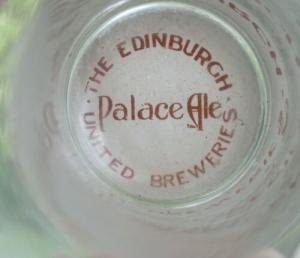 THE EDINBURGH
Palace Ale
UNITED BREWERIES